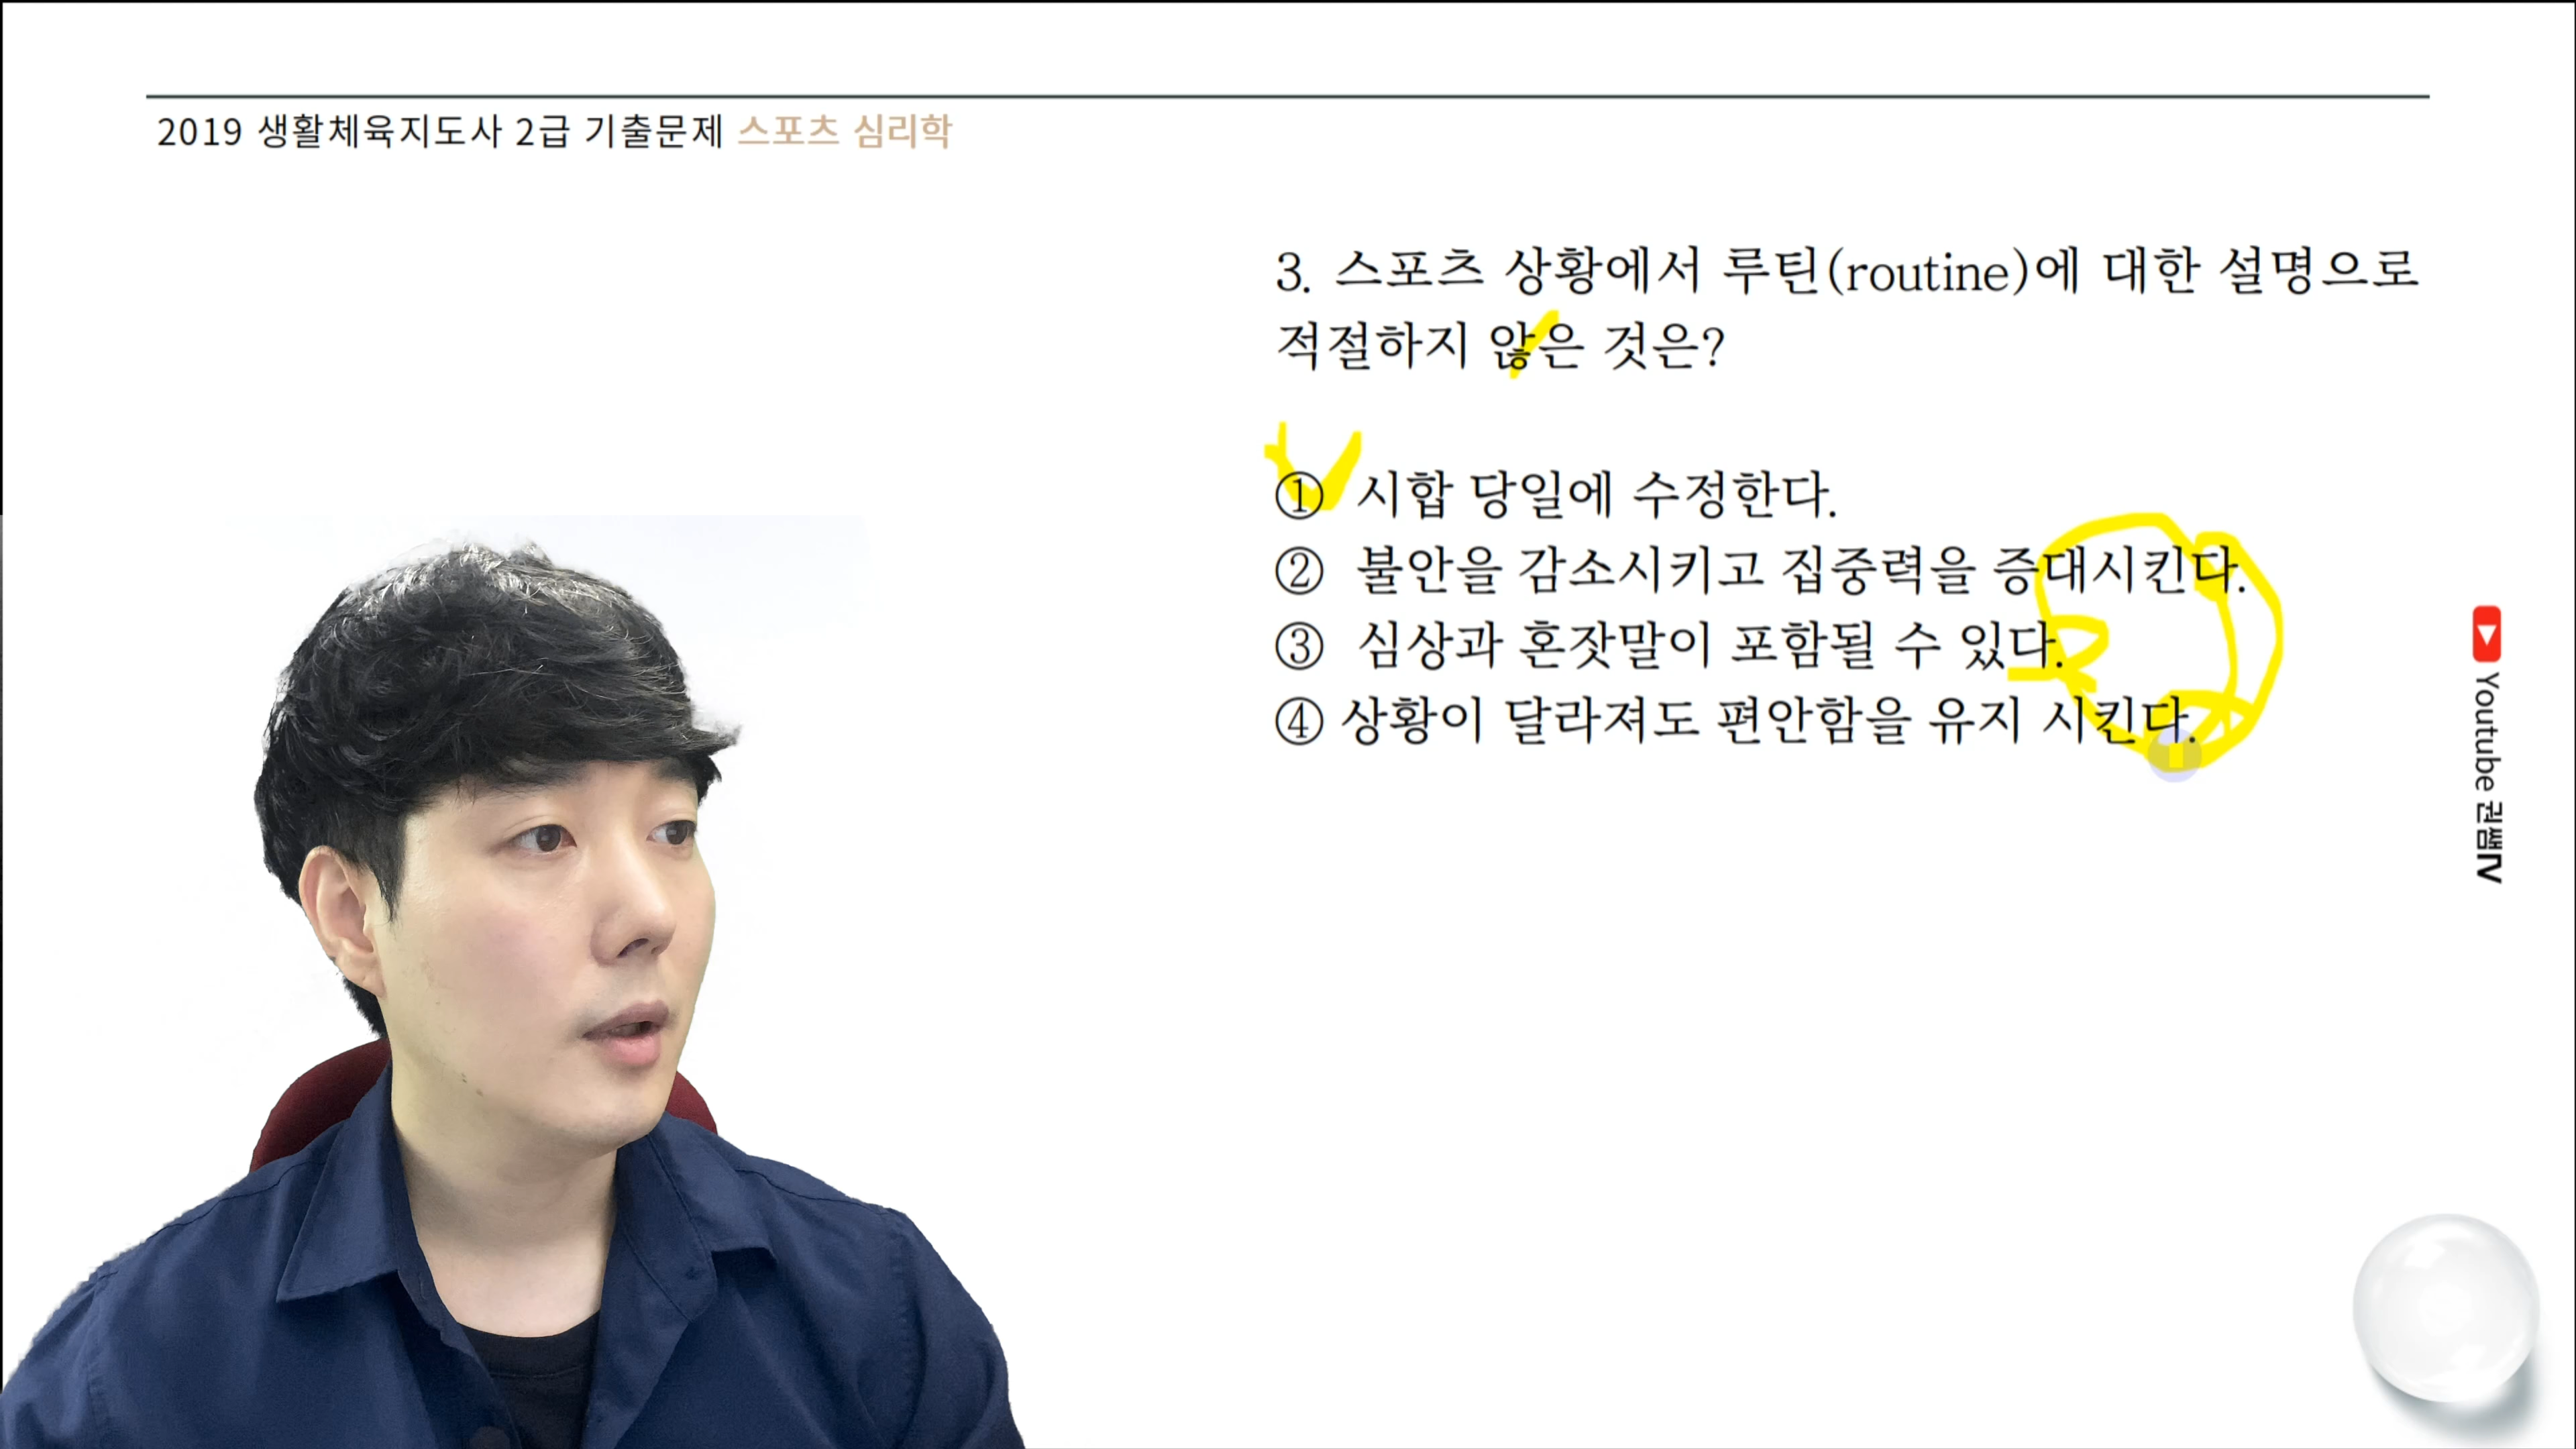 2019 생활체육지도사 2급 기출문제 스포츠 심리학
3. 스포츠 상황에서 루틴(routine)에 대한 설명으로
적절하지 않은 것은?
① 시합 당일에 수정한다.
② 불안을 감소시키고 집중력을 증대시킨다.
③ 심상과 혼잣말이 포함될 수 있다.
④ 상황이 달라져도 편안함을 유지 시킨다.
Youtube 권쌤TV